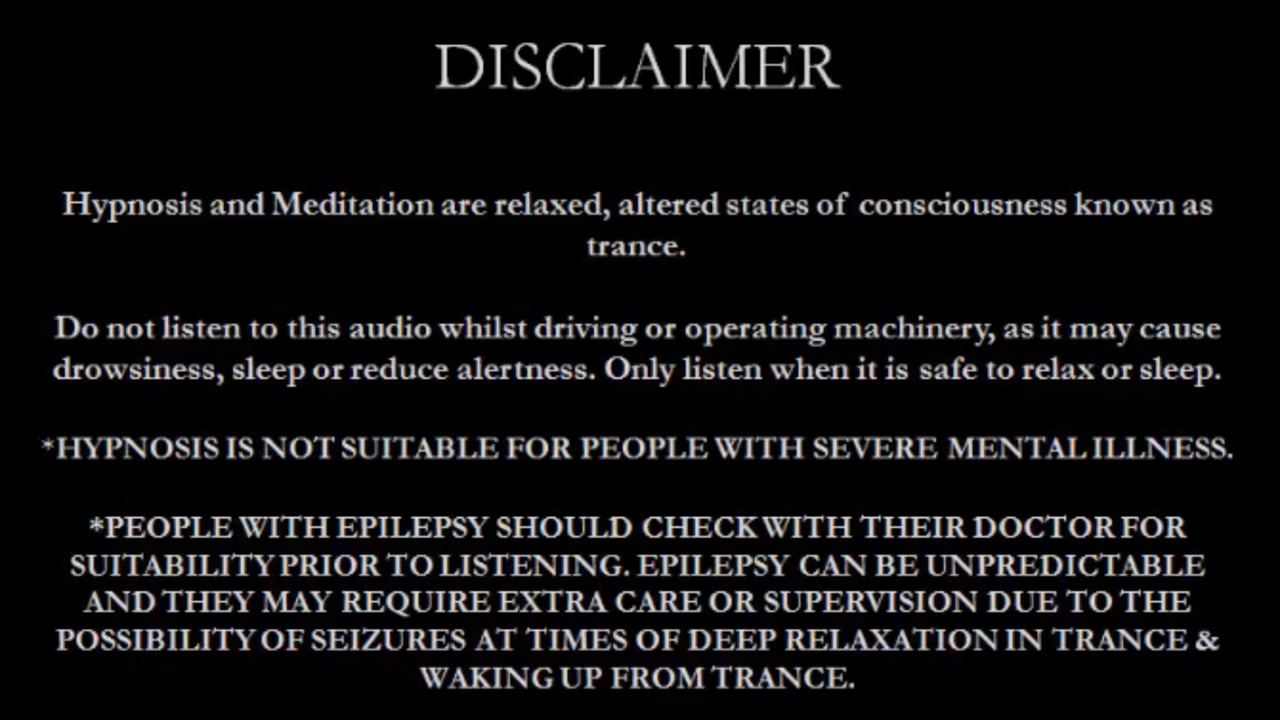 DISCLAIMER
Hypnosis and Meditation are relaxed, altered states of consciousness known as
trance.
Do not listen to this audio whilst driving or operating machinery, as it may cause
drowsiness, sleep or reduce alertness. Only listen when it is safe to relax or sleep.
*HYPNOSIS IS NOT SUITABLE FOR PEOPLE WITH SEVERE MENTAL ILLNESS.
*PEOPLE WITH EPILEPSY SHOULD CHECK WITH THEIR DOCTOR FOR
SUITABILITY PRIOR TO LISTENING. EPILEPSY CAN BE UNPREDICTABLE
AND THEY MAY REQUIRE EXTRA CARE OR SUPERVISION DUE TO THE
POSSIBILITY OF SEIZURES AT TIMES OF DEEP RELAXATION IN TRANCE &
WAKING UP FROM TRANCE.